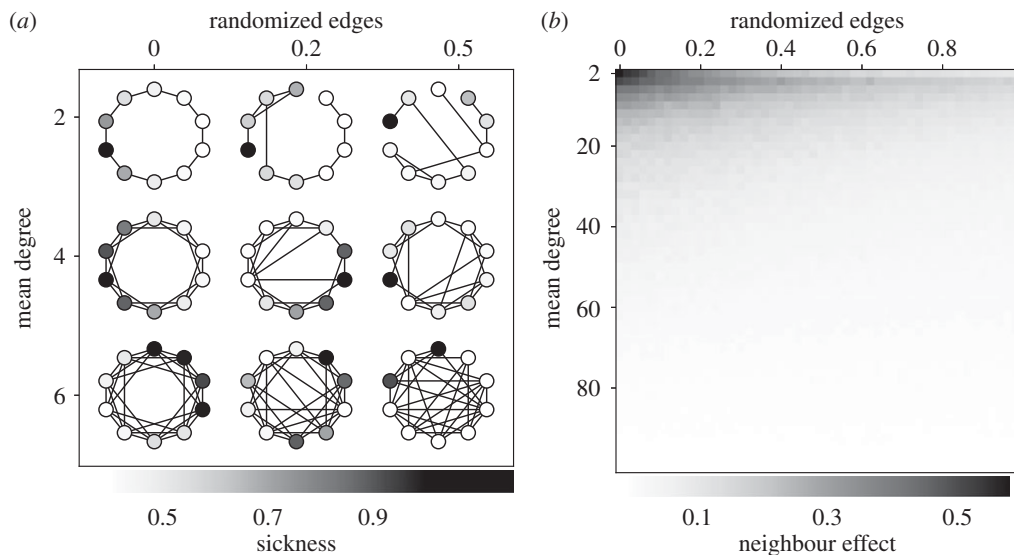 (a)
randomized edges
0 0.2 0.5
mean degree
2
4
6
0.5 0.7 0.9
sickness
(b)
randomized edges
0 0.2 0.4 0.6 0.8
mean degree
2
20
40
60
80
0.1 0.3 0.5
neighbour effect